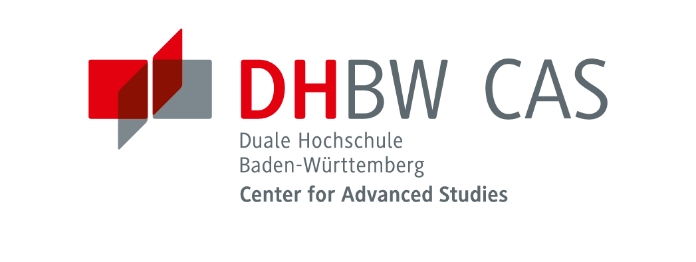 DHBW CAS
Duale Hochschule
Baden-Württemberg
Center for Advanced Studies